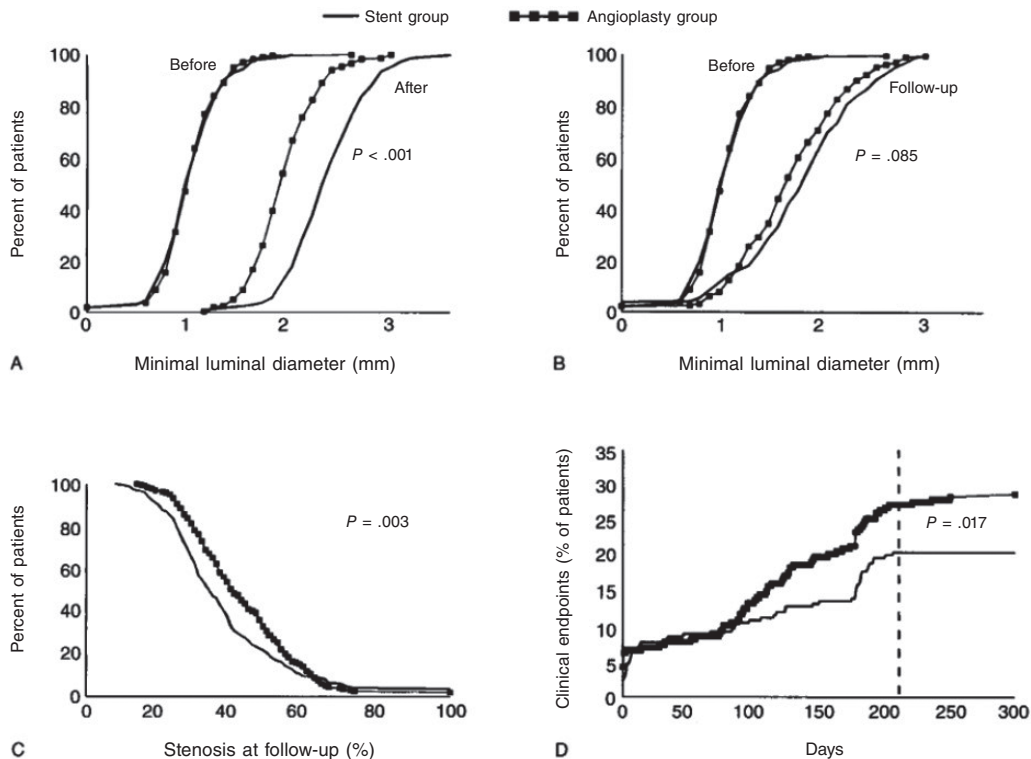 Stent group
Angioplasty group
100
80
60
40
20
0
Percent of patients
Before
After
P < .001
0 1 2 3
A Minimal luminal diameter (mm)
100
80
60
40
20
0
Percent of patients
Before
Follow-up
P = .085
0 1 2 3
B Minimal luminal diameter (mm)
100
80
60
40
20
0
Percent of patients
P = .003
0 20 40 60 80 100
C Stenosis at follow-up (%)
35
30
25
20
15
10
5
0
Clinical endpoints (% of patients)
P = .017
0 50 100 150 200 250 300
D Days